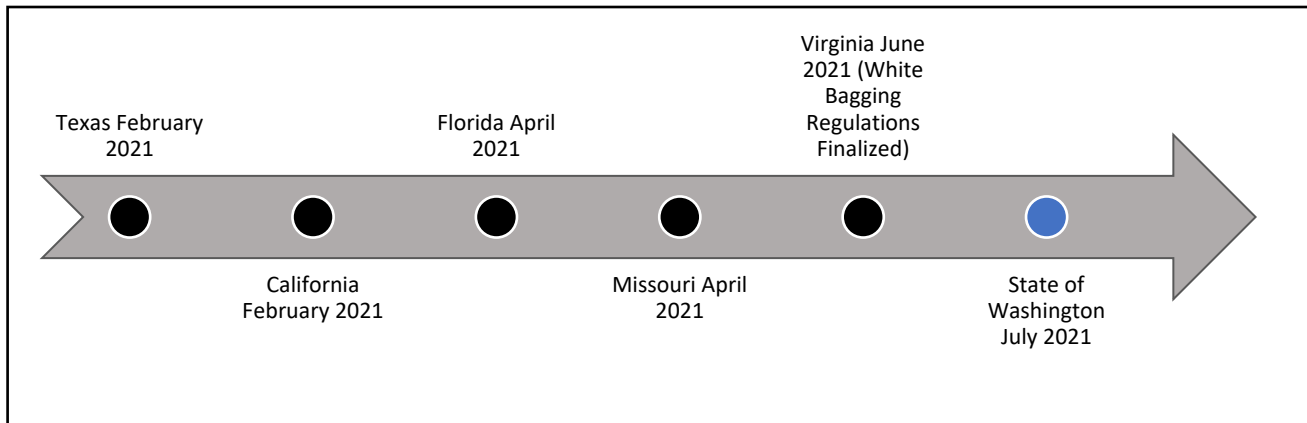 Texas February
2021
California
February 2021
Florida April
2021
Missouri April
2021
Virginia June
2021 (White
Bagging
Regulations
Finalized)
State of
Washington
July 2021